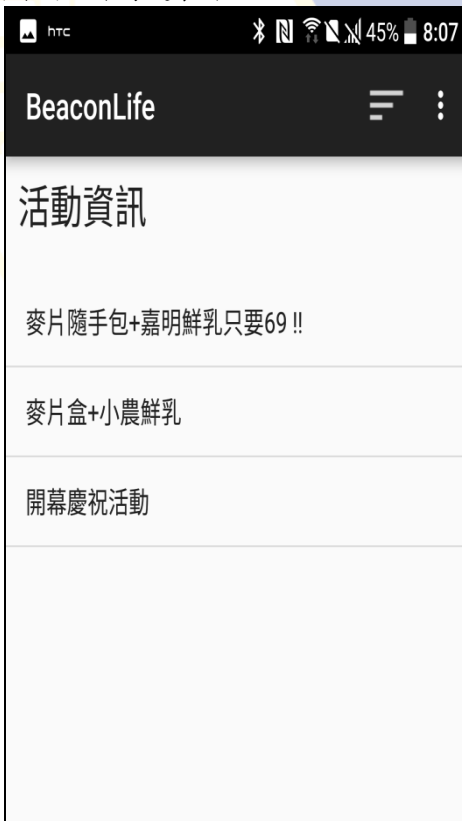 hTC 45% 8:07
BeaconLife
活動資訊
麥片隨手包+嘉明鮮乳只要69 !!
麥片盒+小農鮮乳
開幕慶祝活動